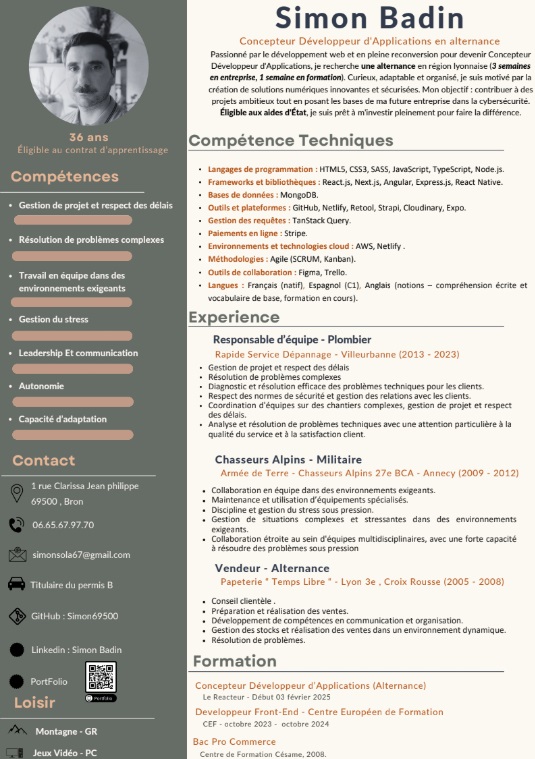 36 ans
Éligible au contrat d'apprentissage
Compétences
• Gestion de projet et respect des délais
• Résolution de problèmes complexes
• Travail en équipe dans des
environnements exigeants
• Gestion du stress
• Leadership Et communication
• Autonomie
• Capacité d'adaptation
Contact
1 rue Clarissa Jean philippe
69500 , Bron
06.65.67.97.70
simonsola67@gmail.com
Titulaire du permis B
GitHub : Simon69500
Linkedin : Simon Badin
PortFolio
Loisir
Montagne - GR
Jeux Vidéo - PC
Simon Badin
Concepteur Développeur d'Applications en alternance
Passionné par le développement web et en pleine reconversion pour devenir Concepteur
Développeur d'Applications, je recherche une alternance en région lyonnaise (3 semaines
en entreprise, 1 semaine en formation). Curieux, adaptable et organisé, je suis motivé par la
création de solutions numériques innovantes et sécurisées. Mon objectif : contribuer à des
projets ambitieux tout en posant les bases de ma future entreprise dans la cybersécurité.
Éligible aux aides d'État, je suis prêt à m'investir pleinement pour faire la différence.
Compétence Techniques
• Langages de programmation : HTML5, CSS3, SASS, JavaScript, TypeScript, Node.js.
• Frameworks et bibliothèques : React.js, Next.js, Angular, Express.js, React Native.
• Bases de données : MongoDB.
• Outils et plateformes : GitHub, Netlify, Retool, Strapi, Cloudinary, Expo.
• Gestion des requêtes : TanStack Query.
• Paiements en ligne : Stripe.
• Environnements et technologies cloud : AWS, Netlify .
• Méthodologies : Agile (SCRUM, Kanban).
• Outils de collaboration : Figma, Trello.
• Langues : Français (natif), Espagnol (C1), Anglais (notions – compréhension écrite et
vocabulaire de base, formation en cours).
Experience
Responsable d'équipe - Plombier
Rapide Service Dépannage - Villeurbanne (2013 - 2023)
• Gestion de projet et respect des délais
• Résolution de problèmes complexes
• Diagnostic et résolution efficace des problèmes techniques pour les clients.
• Respect des normes de sécurité et gestion des relations avec les clients.
• Coordination d'équipes sur des chantiers complexes, gestion de projet et respect
des délais.
• Analyse et résolution de problèmes techniques avec une attention particulière à la
qualité du service et à la satisfaction client.
Chasseurs Alpins - Militaire
Armée de Terre - Chasseurs Alpins 27e BCA - Annecy (2009 - 2012)
• Collaboration en équipe dans des environnements exigeants.
• Maintenance et utilisation d'équipements spécialisés.
• Discipline et gestion du stress sous pression.
• Gestion de situations complexes et stressantes dans des environnements
exigeants.
• Collaboration étroite au sein d'équipes multidisciplinaires, avec une forte capacité
à résoudre des problèmes sous pression
Vendeur - Alternance
Papeterie " Temps Libre " - Lyon 3e , Croix Rousse (2005 - 2008)
• Conseil clientèle .
• Préparation et réalisation des ventes.
• Développement de compétences en communication et organisation.
• Gestion des stocks et réalisation des ventes dans un environnement dynamique.
• Résolution de problèmes.
Formation
Concepteur Développeur d'Applications (Alternance)
Le Reacteur - Début 03 février 2025
Developpeur Front-End - Centre Européen de Formation
CEF - octobre 2023 - octobre 2024
Bac Pro Commerce
Centre de Formation Césame, 2008.